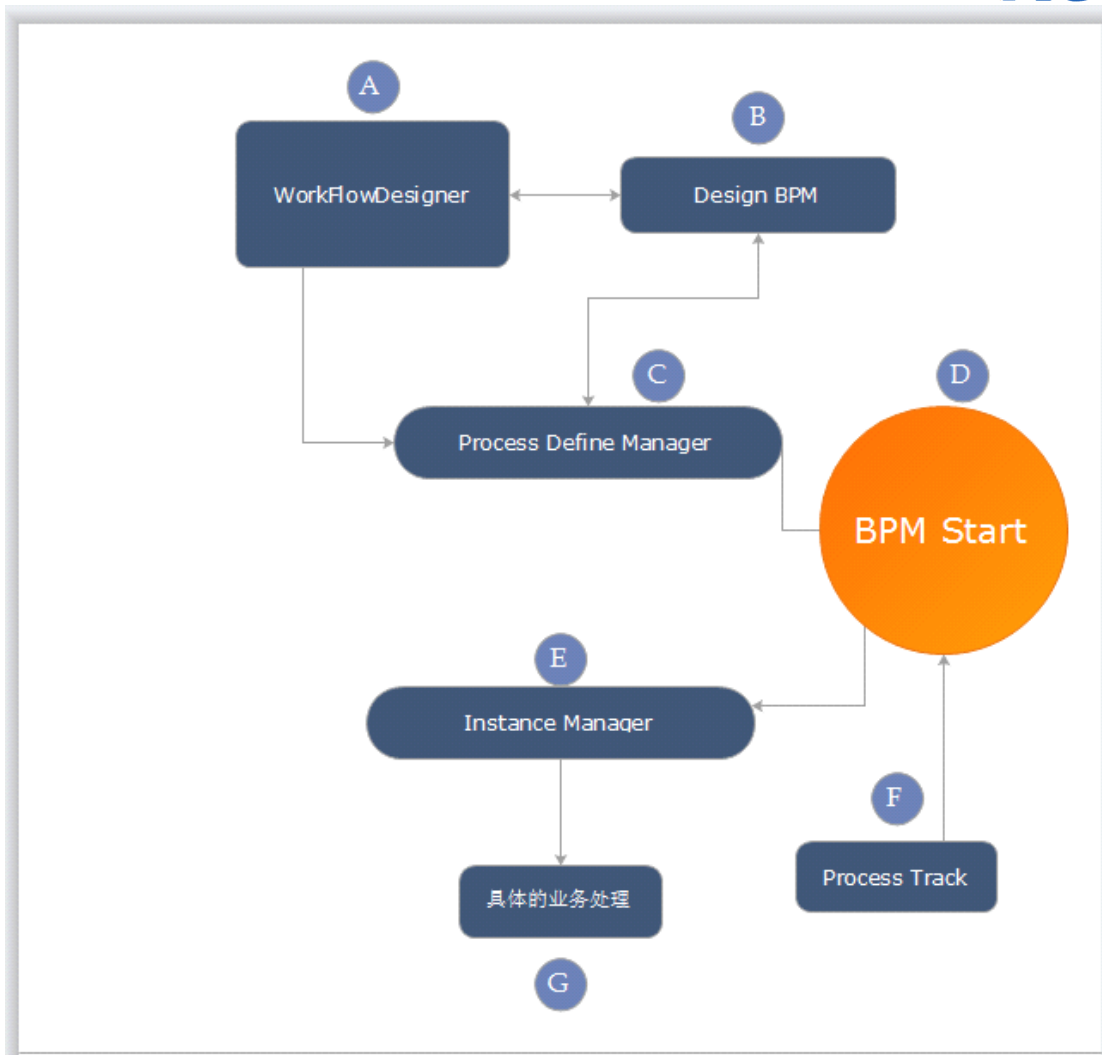 A
B
WorkFlowDesigner
Design BPM
C
D
Process Define Manager
BPM Start
E
Instance Manager
F
Process Track
具体的业务处理
G